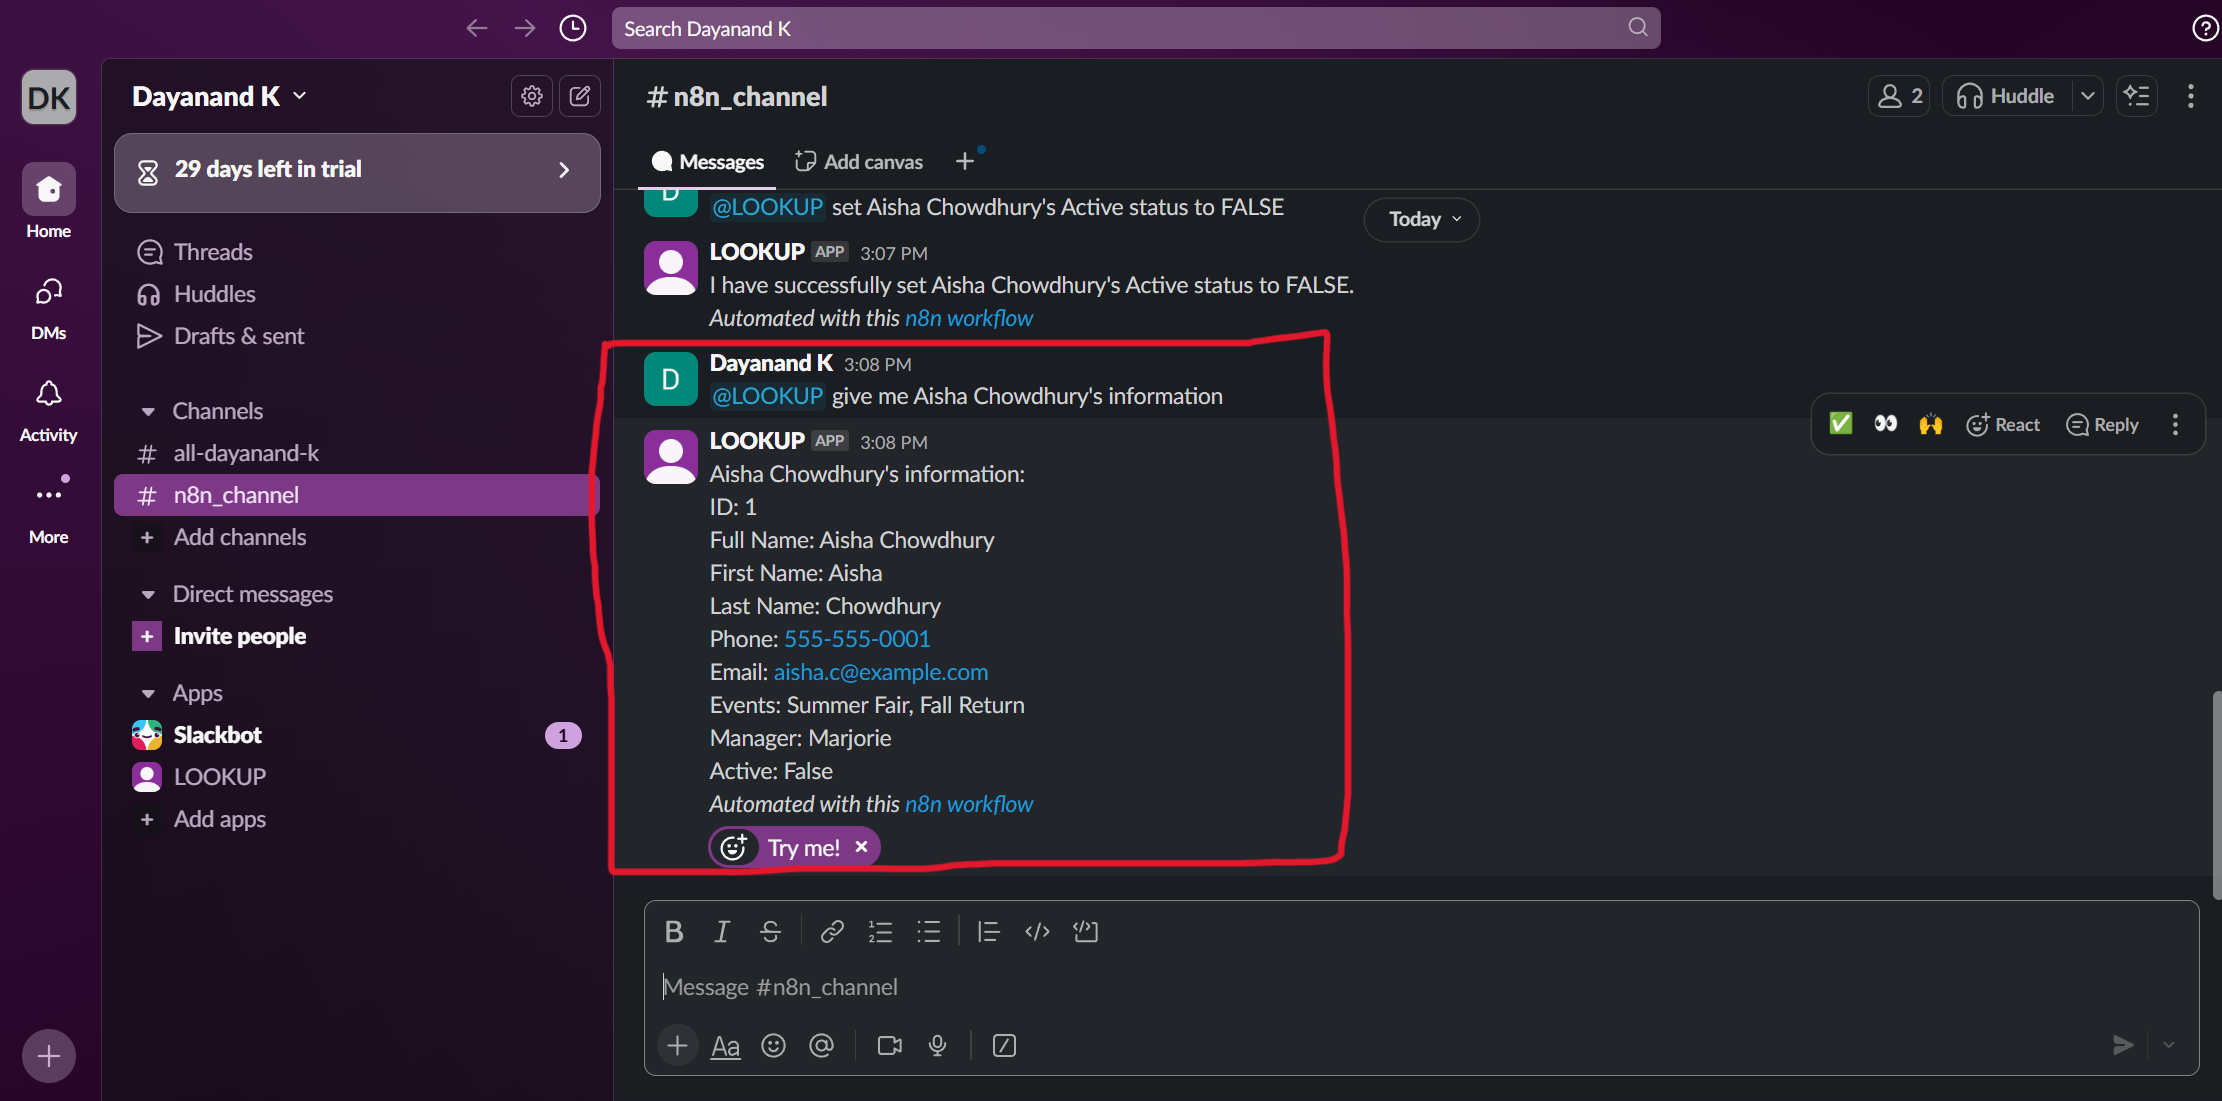 Search Dayanand K
DK
Home
DMs
Activity
More
Dayanand K
29 days left in trial
Threads
Huddles
Drafts & sent
Channels
# all-dayanand-k
# n8n_channel
+ Add channels
Direct messages
+ Invite people
Apps
Slackbot 1
LOOKUP
+ Add apps
# n8n_channel
2
Huddle
Messages
Add canvas
Today
D
@LOOKUP set Aisha Chowdhury's Active status to FALSE
LOOKUP APP 3:07 PM
I have successfully set Aisha Chowdhury's Active status to FALSE.
Automated with this n8n workflow
D
Dayanand K 3:08 PM
@LOOKUP give me Aisha Chowdhury's information
React
Reply
LOOKUP APP 3:08 PM
Aisha Chowdhury's information:
ID: 1
Full Name: Aisha Chowdhury
First Name: Aisha
Last Name: Chowdhury
Phone: 555-555-0001
Email: aisha.c@example.com
Events: Summer Fair, Fall Return
Manager: Marjorie
Active: False
Automated with this n8n workflow
Try me!
B I S
Message #n8n_channel
Aa